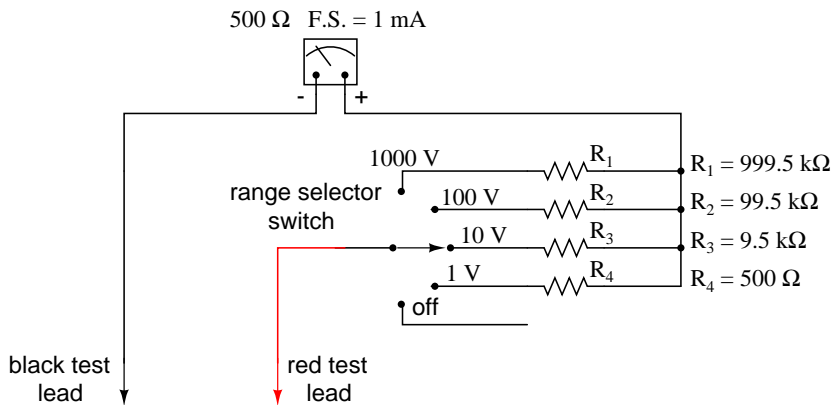 500 Ω F.S. = 1 mA
- +
1000 V R₁ R₁ = 999.5 kΩ
range selector
switch
100 V R₂ R₂ = 99.5 kΩ
10 V R₃ R₃ = 9.5 kΩ
1 V R₄ R₄ = 500 Ω
off
black test
lead
red test
lead